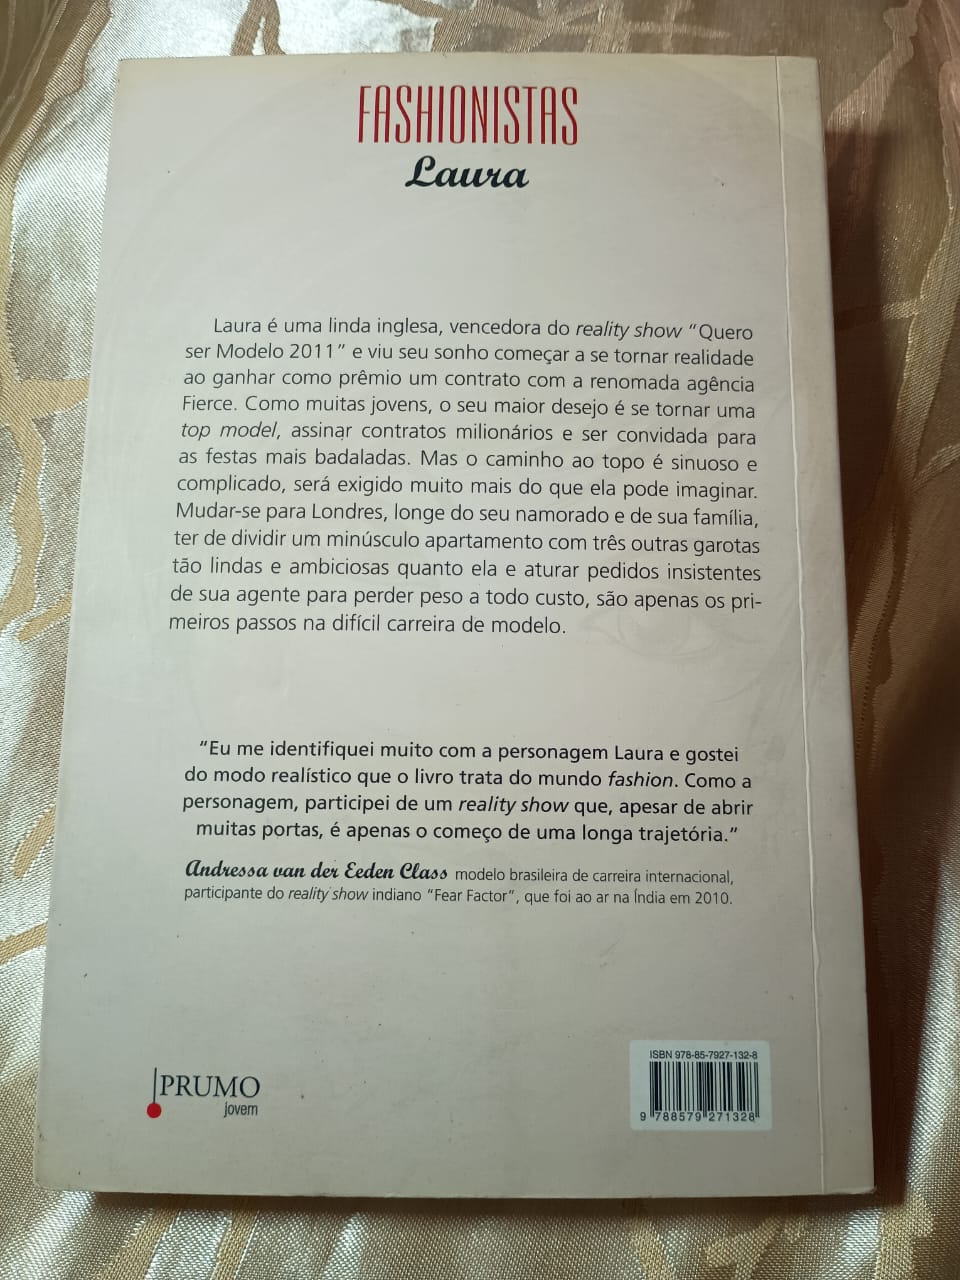 FASHIONISTAS
Laura
Laura é uma linda inglesa, vencedora do reality show “Quero
ser Modelo 2011” e viu seu sonho começar a se tornar realidade
ao ganhar como prêmio um contrato com a renomada agência
Fierce. Como muitas jovens, o seu maior desejo é se tornar uma
top model, assinar contratos milionários e ser convidada para
as festas mais badaladas. Mas o caminho ao topo é sinuoso e
complicado, será exigido muito mais do que ela pode imaginar.
Mudar-se para Londres, longe do seu namorado e de sua família,
ter de dividir um minúsculo apartamento com três outras garotas
tão lindas e ambiciosas quanto ela e aturar pedidos insistentes
de sua agente para perder peso a todo custo, são apenas os pri-
meiros passos na difícil carreira de modelo.
“Eu me identifiquei muito com a personagem Laura e gostei
do modo realístico que o livro trata do mundo fashion. Como a
personagem, participei de um reality show que, apesar de abrir
muitas portas, é apenas o começo de uma longa trajetória.”
Andressa van der Eeden Class modelo brasileira de carreira internacional,
participante do reality show indiano “Fear Factor”, que foi ao ar na Índia em 2010.
PRUMO
jovem
ISBN 978-85-7927-132-8
9 788579 271328